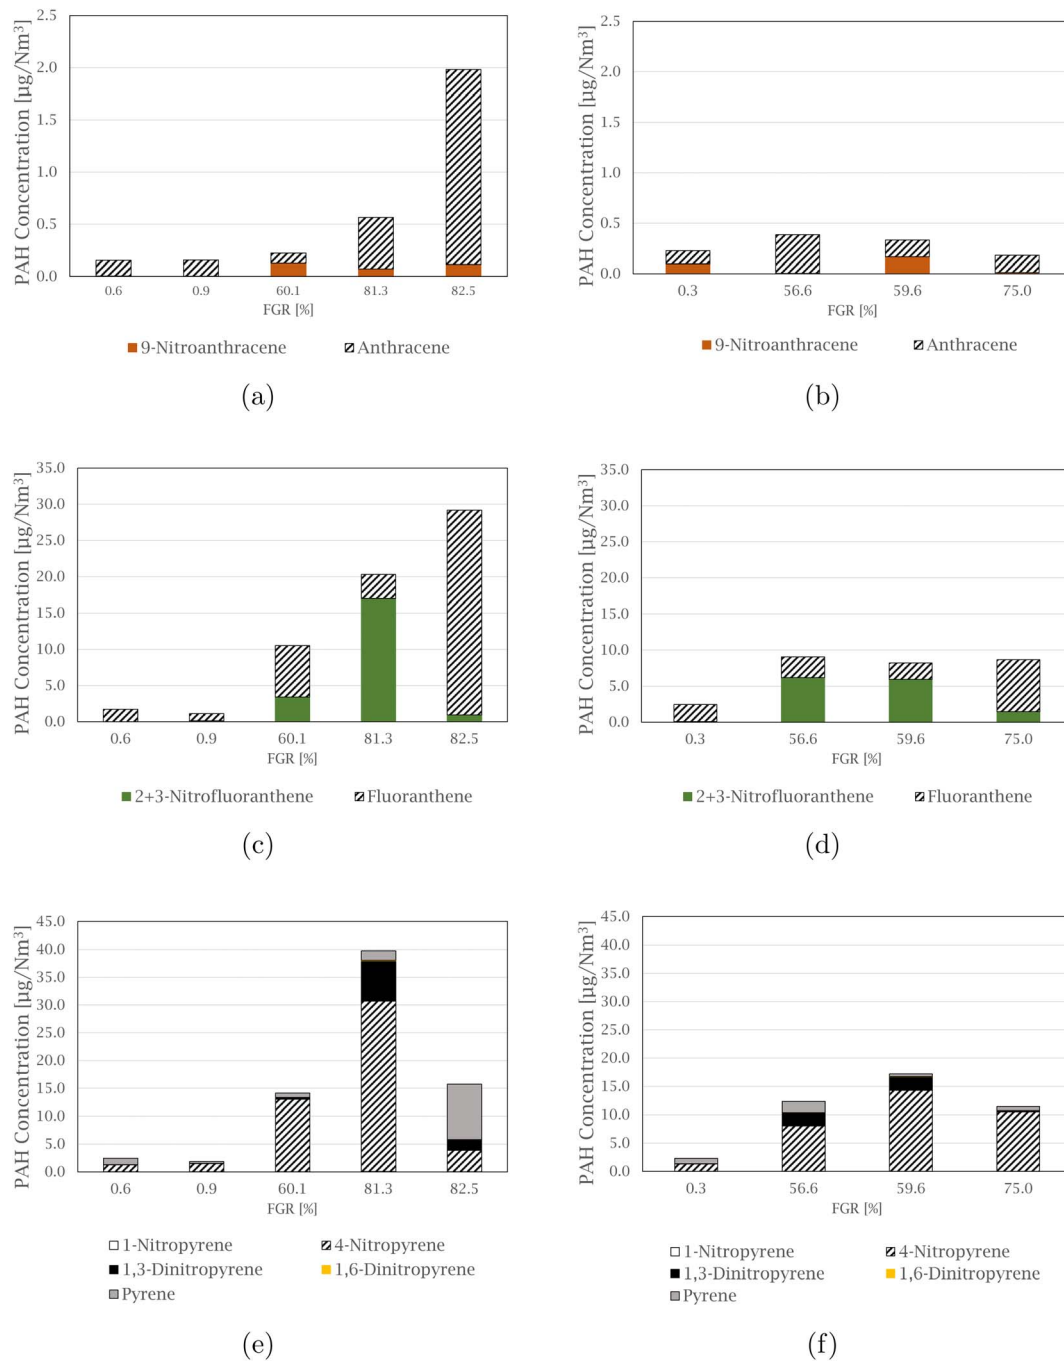 PAH Concentration [µg/Nm³]
2.5
2.0
1.5
1.0
0.5
0.0
0.6 0.9 60.1 81.3 82.5
FGR [%]
9-Nitroanthracene Anthracene
(a)
PAH Concentration [µg/Nm³]
2.5
2.0
1.5
1.0
0.5
0.0
0.3 56.6 59.6 75.0
FGR [%]
9-Nitroanthracene Anthracene
(b)
PAH Concentration [µg/Nm³]
35.0
30.0
25.0
20.0
15.0
10.0
5.0
0.0
0.6 0.9 60.1 81.3 82.5
FGR [%]
2+3-Nitrofluoranthene Fluoranthene
(c)
PAH Concentration [µg/Nm³]
35.0
30.0
25.0
20.0
15.0
10.0
5.0
0.0
0.3 56.6 59.6 75.0
FGR [%]
2+3-Nitrofluoranthene Fluoranthene
(d)
PAH Concentration [µg/Nm³]
45.0
40.0
35.0
30.0
25.0
20.0
15.0
10.0
5.0
0.0
0.6 0.9 60.1 81.3 82.5
FGR [%]
1-Nitropyrene 4-Nitropyrene
1,3-Dinitropyrene 1,6-Dinitropyrene
Pyrene
(e)
PAH Concentration [µg/Nm³]
45.0
40.0
35.0
30.0
25.0
20.0
15.0
10.0
5.0
0.0
0.3 56.6 59.6 75.0
FGR [%]
1-Nitropyrene 4-Nitropyrene
1,3-Dinitropyrene 1,6-Dinitropyrene
Pyrene
(f)